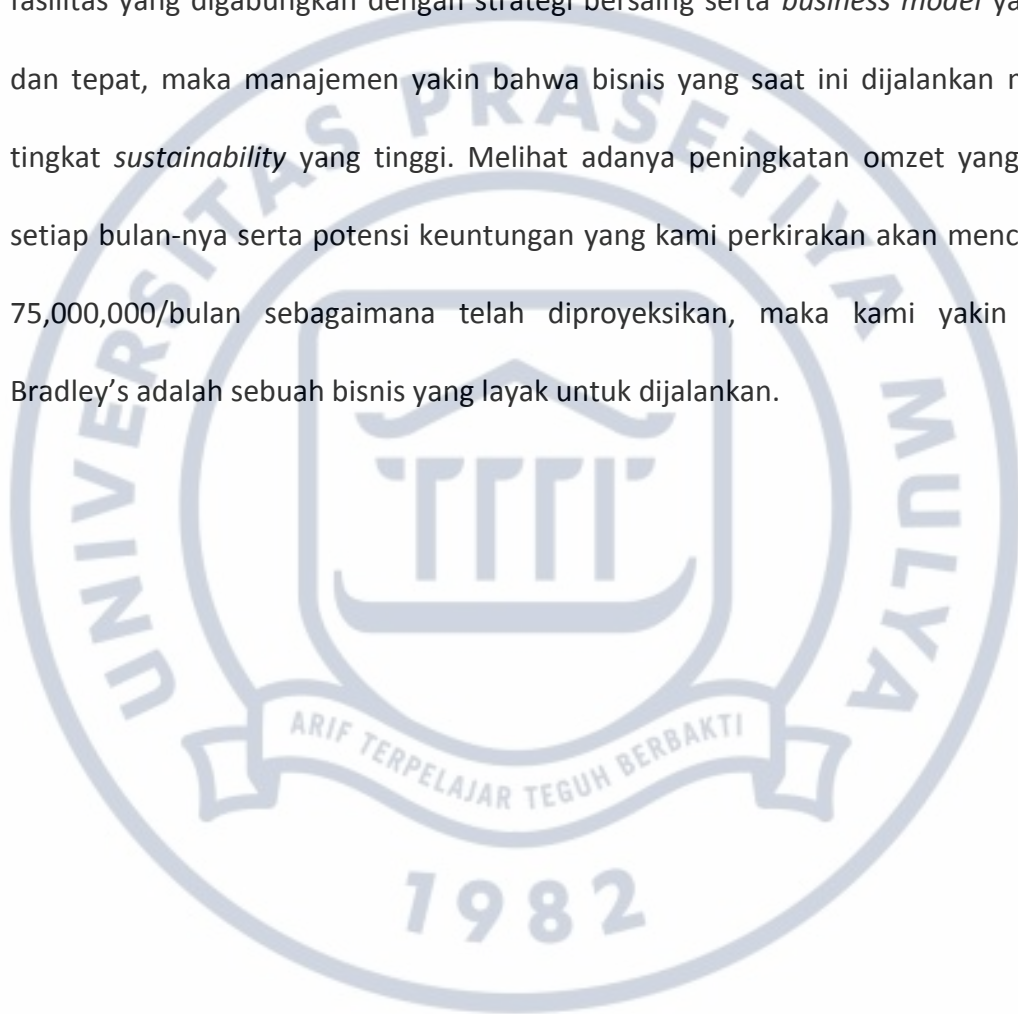 fasilitas yang digabungkan dengan strategi bersaing serta business model
dan tepat, maka manajemen yakin bahwa bisnis yang saat ini dijalankan
tingkat sustainability yang tinggi. Melihat adanya peningkatan omzet yang
setiap bulan-nya serta potensi keuntungan yang kami perkirakan akan
75,000,000/bulan sebagaimana telah diproyeksikan, maka kami yakin
Bradley’s adalah sebuah bisnis yang layak untuk dijalankan.
UNIVERSITAS PRASETIYA MULYA
ARIF TERPELAJAR TEGUH BERBAKTI
1982